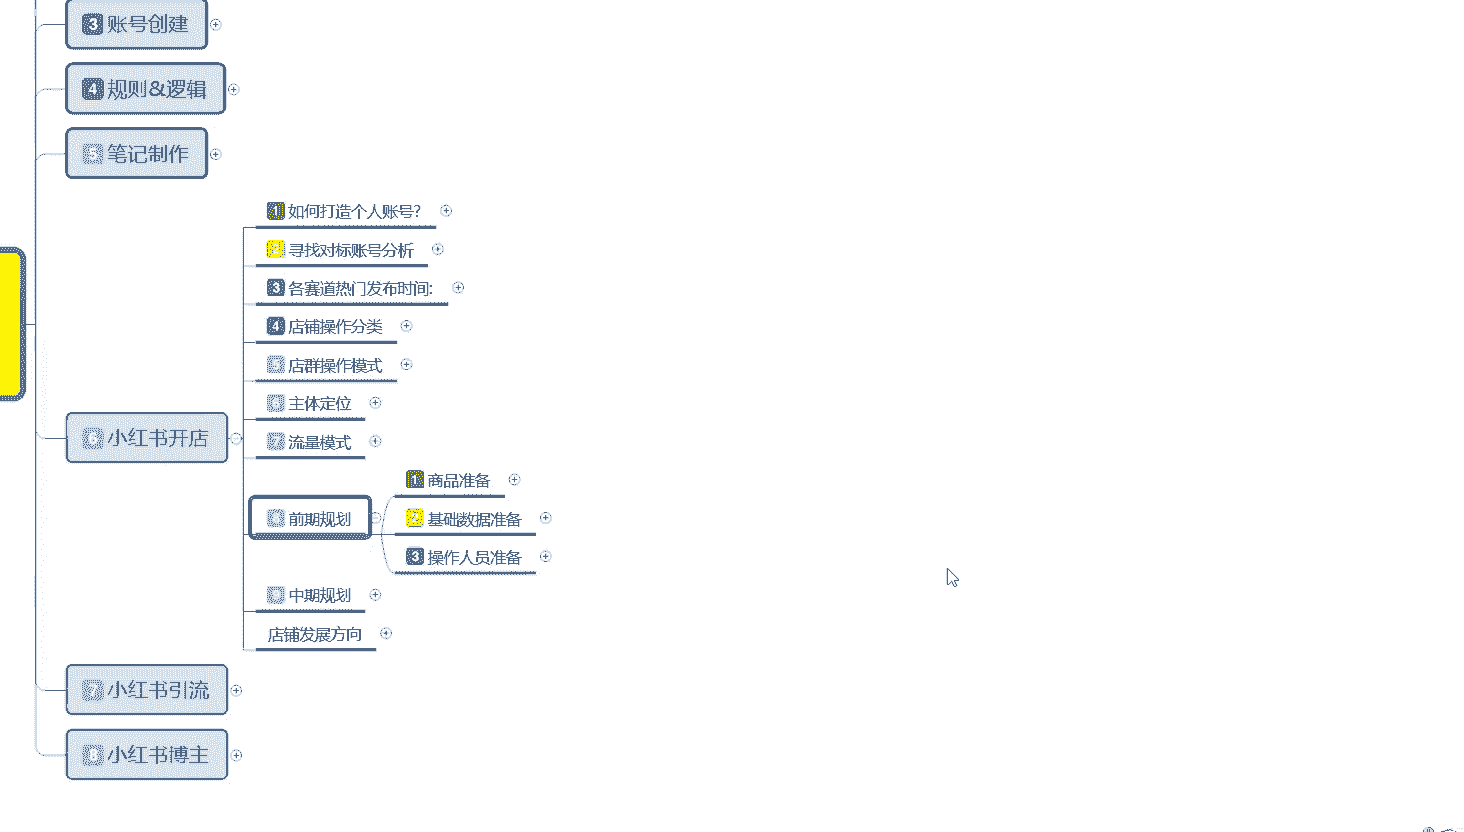 3 账号创建
4 规则&逻辑
5 笔记制作
1 如何打造个人账号?
2 寻找对标账号分析
3 各赛道热门发布时间:
4 店铺操作分类
5 店群操作模式
6 主体定位
7 流量模式
6 小红书开店
8 前期规划
1 商品准备
2 基础数据准备
3 操作人员准备
9 中期规划
店铺发展方向
7 小红书引流
8 小红书博主